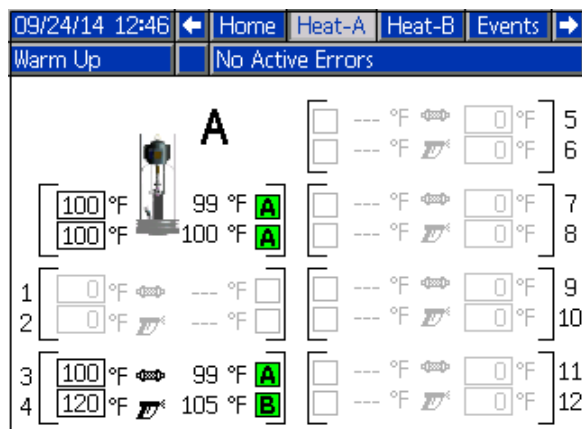 09/24/14 12:46 Home Heat-A Heat-B Events
Warm Up No Active Errors
A
100 °F 99 °F A
100 °F 100 °F A
1 0 °F --- °F
2 0 °F --- °F
3 100 °F 99 °F A
4 120 °F 105 °F B
--- °F 0 °F 5
--- °F 0 °F 6
--- °F 0 °F 7
--- °F 0 °F 8
--- °F 0 °F 9
--- °F 0 °F 10
--- °F 0 °F 11
--- °F 0 °F 12